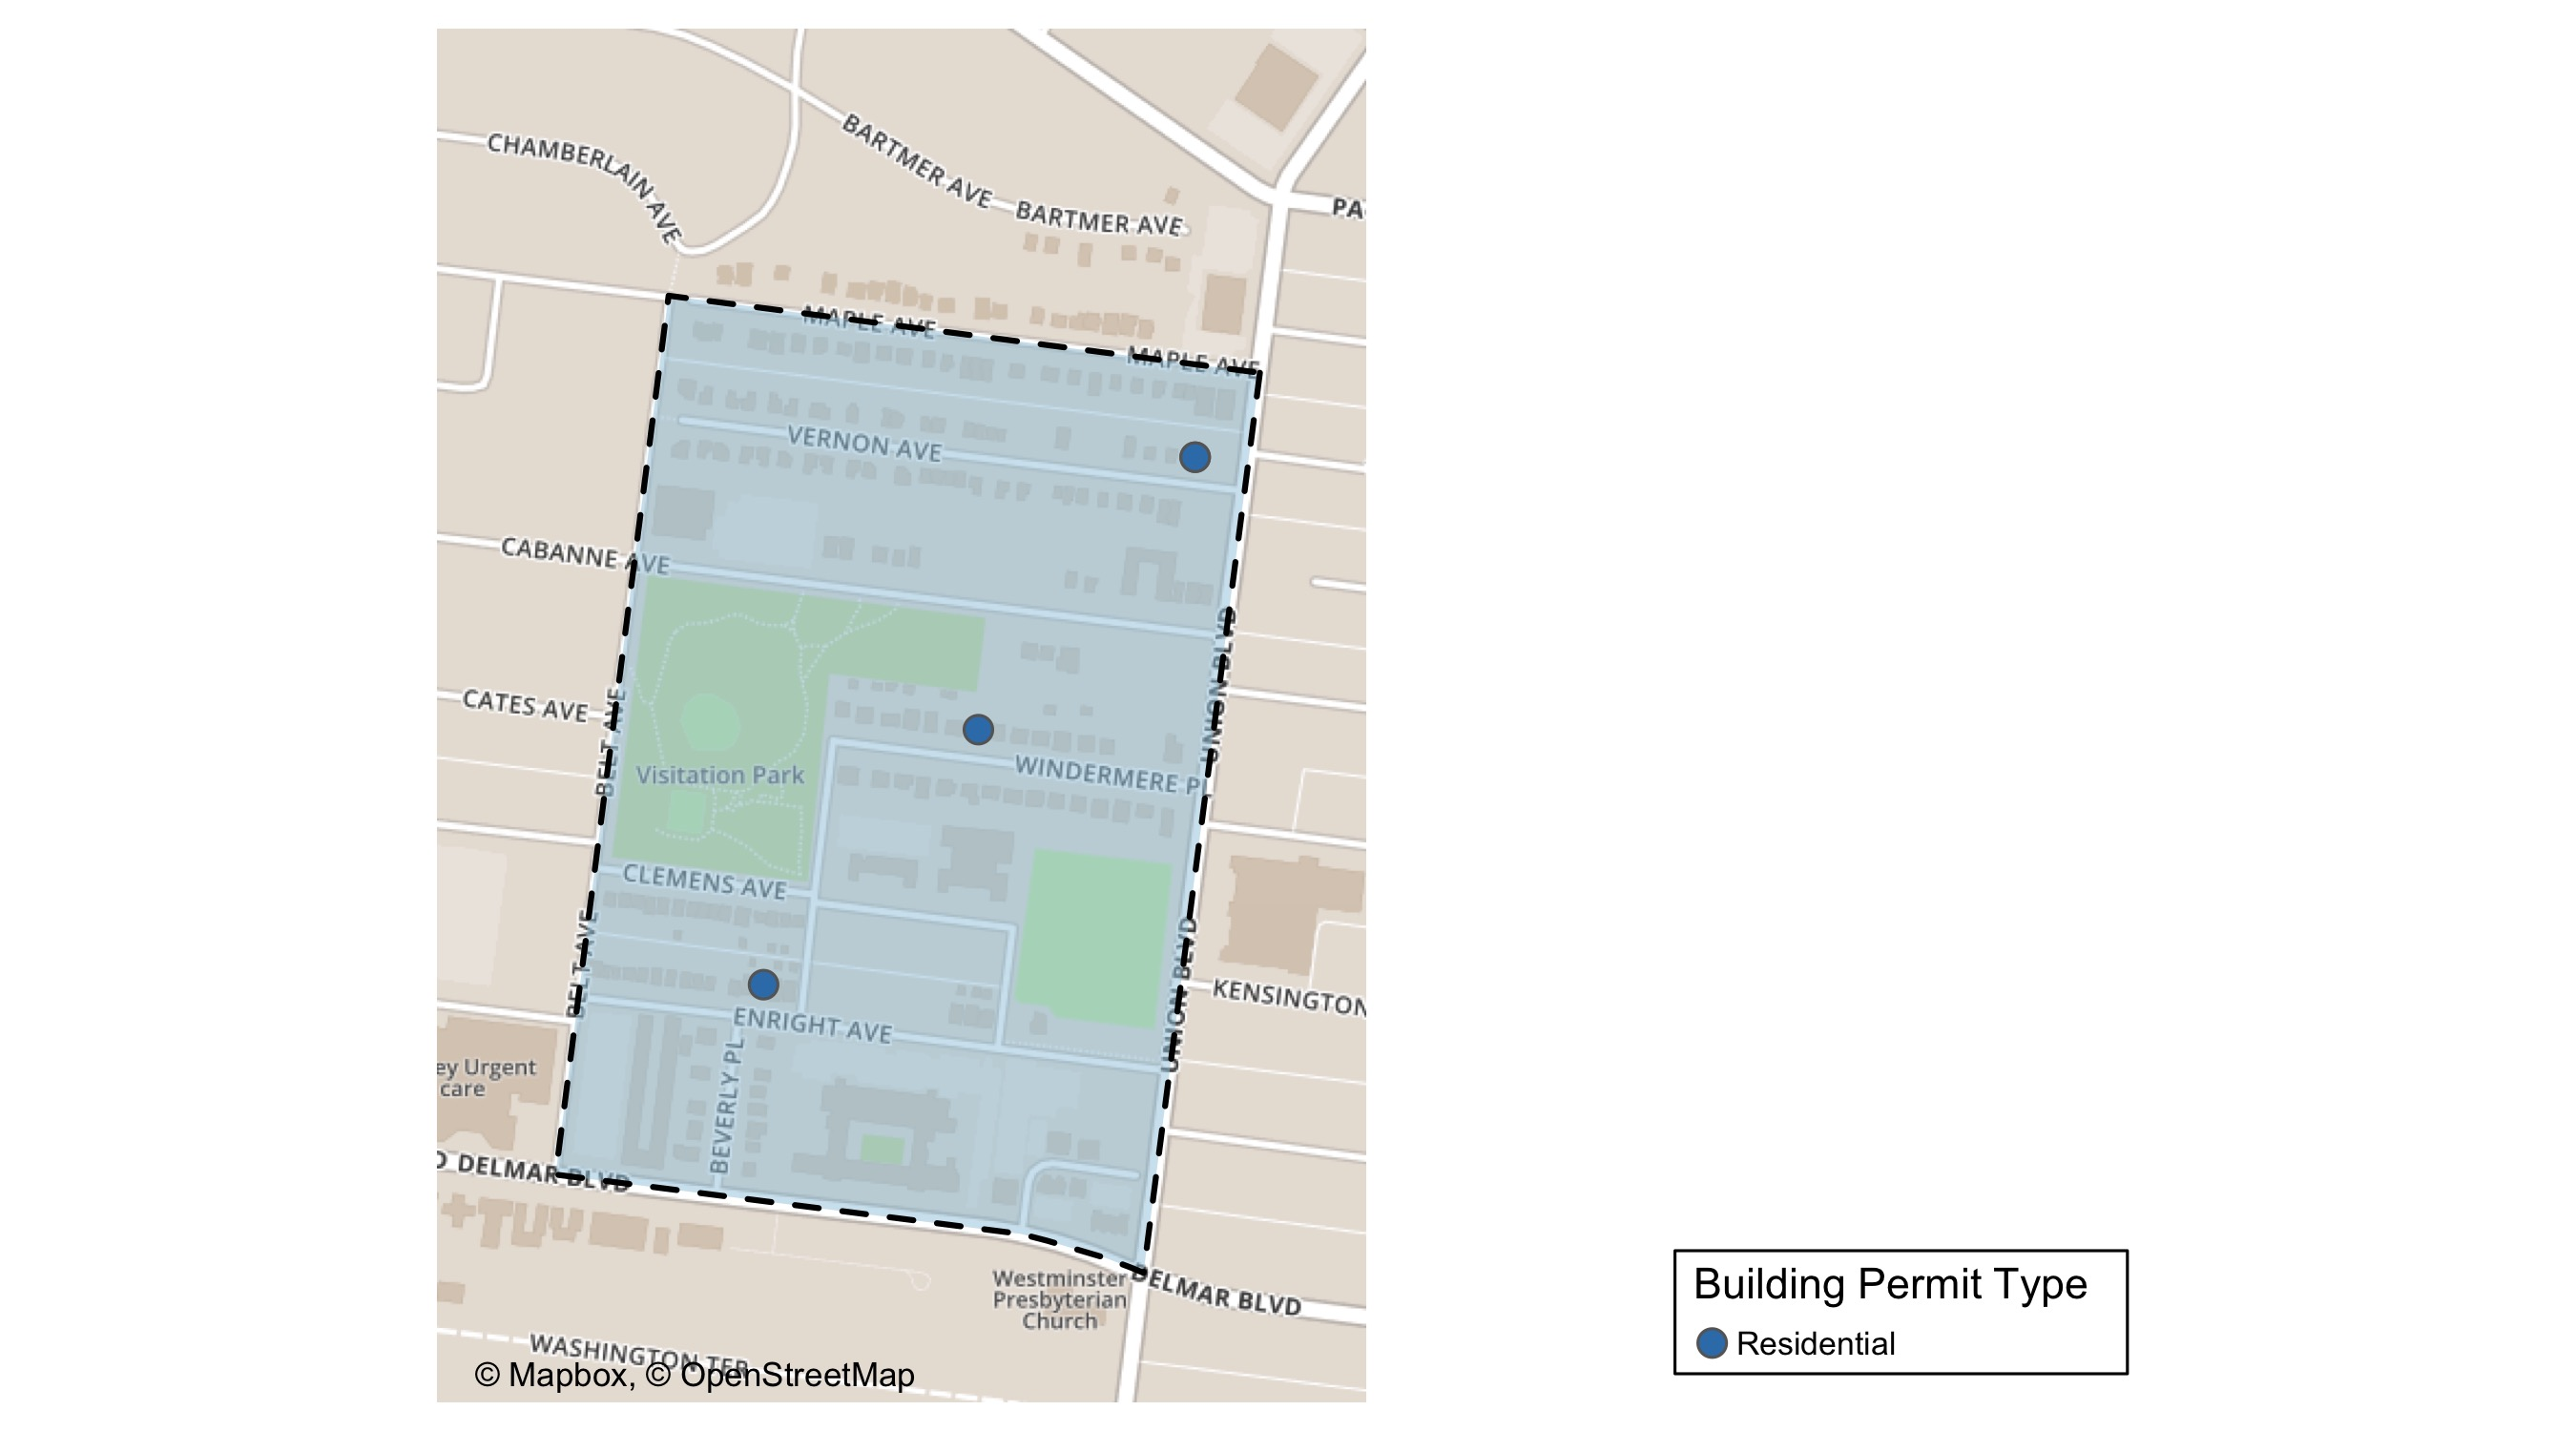 CHAMBERLAIN AVE
BARTMER AVE
BARTMER AVE
PA
MAPLE AVE
MAPLE AVE
VERNON AVE
CABANNE AVE
CATES AVE
BELT AVE
UNION BLVD
Visitation Park
WINDERMERE PL
CLEMENS AVE
BELT AVE
UNION BLVD
KENSINGTON
ENRIGHT AVE
BEVERLY PL
ey Urgent
care
DELMAR BLVD
Westminster
Presbyterian
Church
DELMAR BLVD
WASHINGTON TER
© Mapbox, © OpenStreetMap
Building Permit Type
Residential